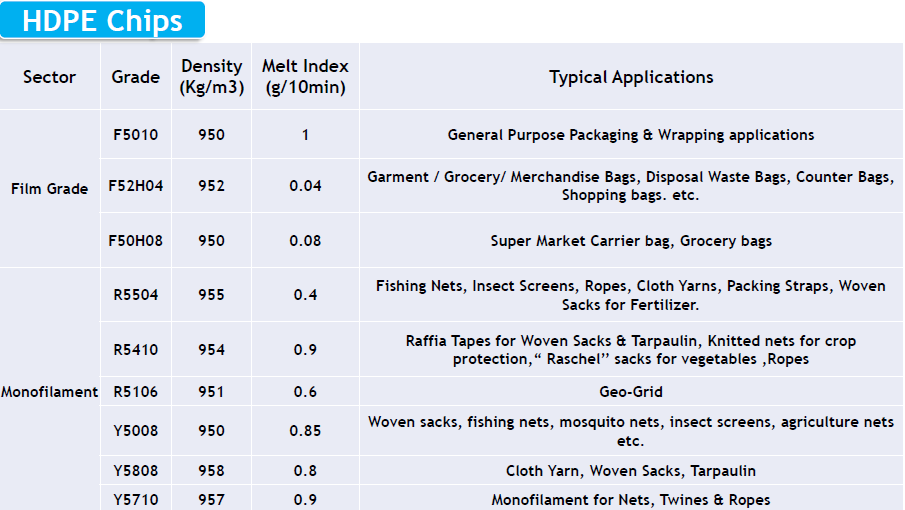 HDPE Chips
Sector Grade Density (Kg/m3) Melt Index (g/10min) Typical Applications
Film Grade
F5010 950 1 General Purpose Packaging & Wrapping applications
F52H04 952 0.04 Garment / Grocery/ Merchandise Bags, Disposal Waste Bags, Counter Bags,
Shopping bags. etc.
F50H08 950 0.08 Super Market Carrier bag, Grocery bags
Monofilament
R5504 955 0.4 Fishing Nets, Insect Screens, Ropes, Cloth Yarns, Packing Straps, Woven
Sacks for Fertilizer.
R5410 954 0.9 Raffia Tapes for Woven Sacks & Tarpaulin, Knitted nets for crop
protection,“ Raschel’’ sacks for vegetables ,Ropes
R5106 951 0.6 Geo-Grid
Y5008 950 0.85 Woven sacks, fishing nets, mosquito nets, insect screens, agriculture nets
etc.
Y5808 958 0.8 Cloth Yarn, Woven Sacks, Tarpaulin
Y5710 957 0.9 Monofilament for Nets, Twines & Ropes